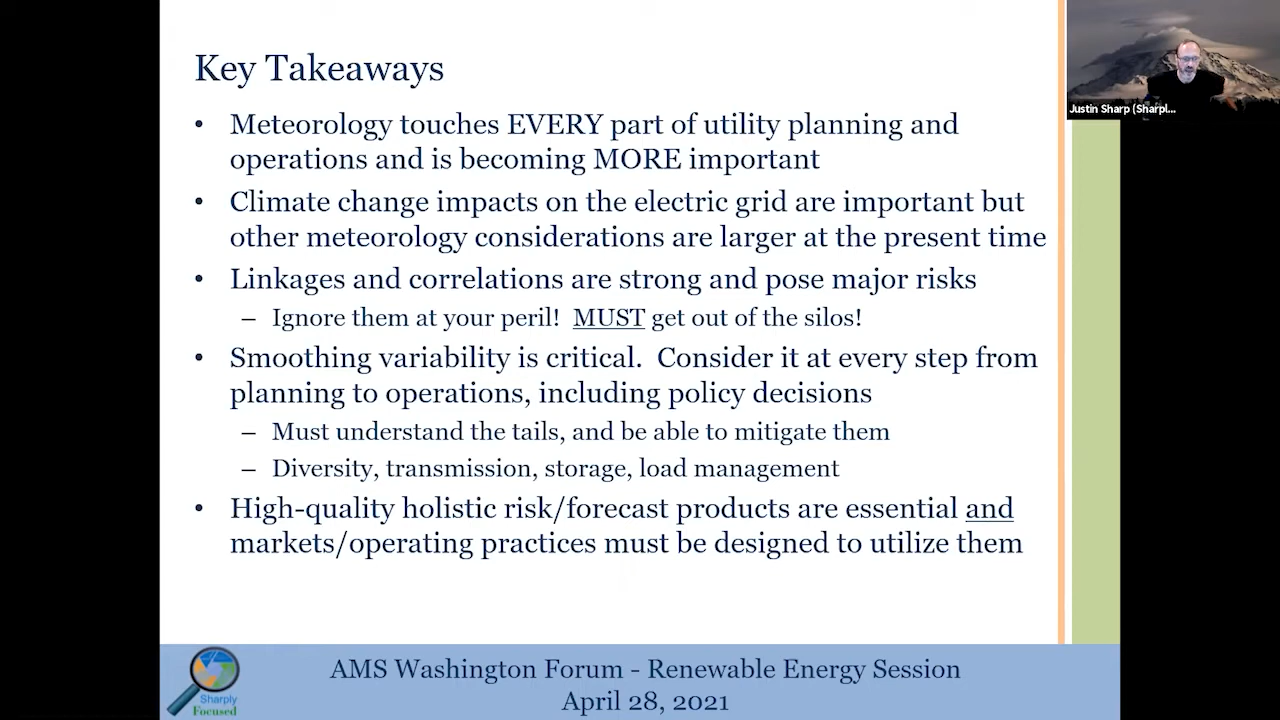 Key Takeaways
• Meteorology touches EVERY part of utility planning and
operations and is becoming MORE important
• Climate change impacts on the electric grid are important but
other meteorology considerations are larger at the present time
• Linkages and correlations are strong and pose major risks
– Ignore them at your peril!  MUST get out of the silos!
• Smoothing variability is critical.  Consider it at every step from
planning to operations, including policy decisions
– Must understand the tails, and be able to mitigate them
– Diversity, transmission, storage, load management
• High-quality holistic risk/forecast products are essential and
markets/operating practices must be designed to utilize them
Justin Sharp (Sharpl...
Sharply
Focused
AMS Washington Forum - Renewable Energy Session
April 28, 2021